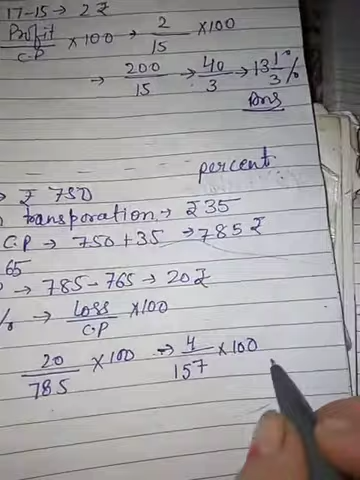 17-15 → 2 ₹
Profit/C.P × 100 → 2/15 × 100
→ 200/15 → 40/3 → 13 1/3 %
Ans
percent
→ ₹ 750
transporation → ₹ 35
C.P → 750 + 35 → 785 ₹
65
→ 785 - 765 → 20 ₹
% → Loss/C.P × 100
20/785 × 100 → 4/157 × 100